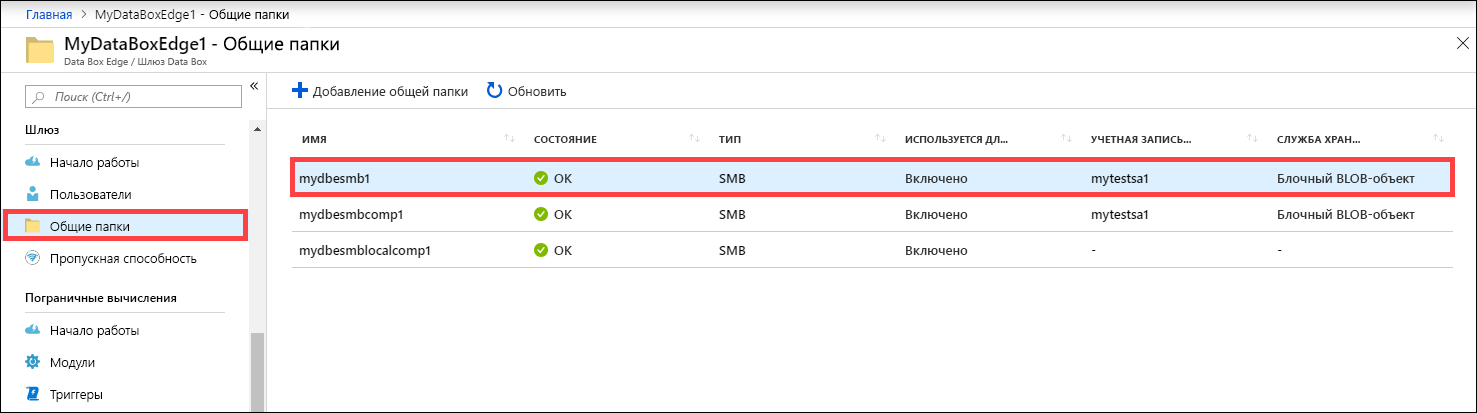 Главная > MyDataBoxEdge1 - Общие папки
MyDataBoxEdge1 - Общие папки
Data Box Edge / Шлюз Data Box
Поиск (Ctrl+/)
«
Шлюз
Начало работы
Пользователи
Общие папки
Пропускная способность
Пограничные вычисления
Начало работы
Модули
Триггеры
Добавление общей папки Обновить
ИМЯ СОСТОЯНИЕ ТИП ИСПОЛЬЗУЕТСЯ ДЛ... УЧЕТНАЯ ЗАПИСЬ... СЛУЖБА ХРАН...
mydbesmb1 OK SMB Включено mytestsa1 Блочный BLOB-объект
mydbesmbcomp1 OK SMB Включено mytestsa1 Блочный BLOB-объект
mydbesmblocalcomp1 OK SMB Включено - -